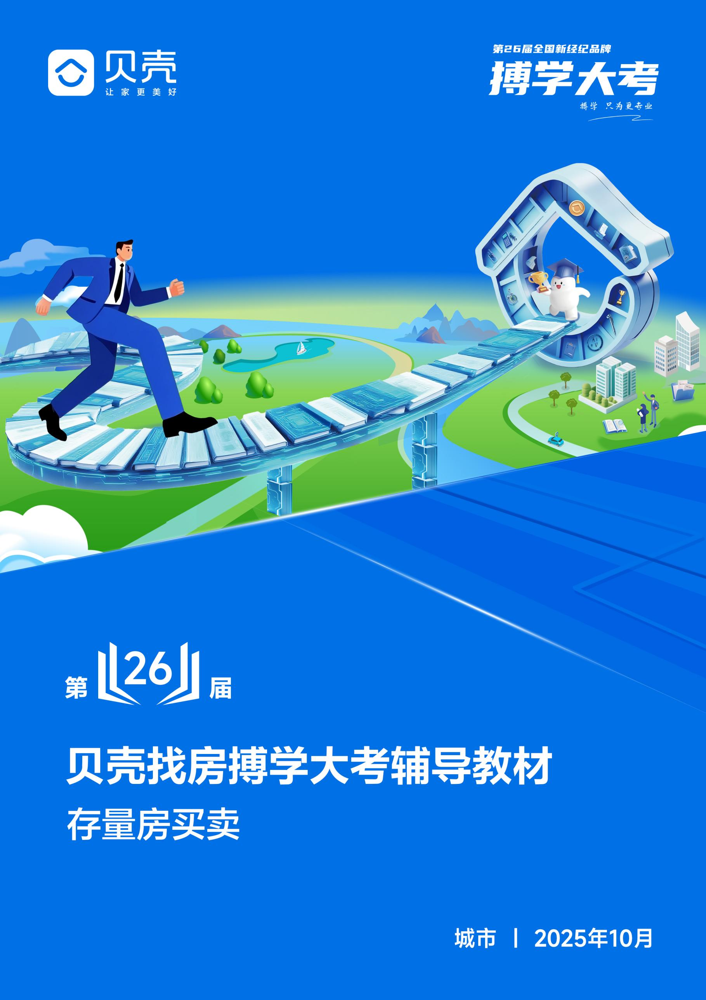 贝壳
让家更美好
第26届全国新经纪品牌
搏学大考
搏学 只为更专业
第26届
贝壳找房搏学大考辅导教材
存量房买卖
城市 | 2025年10月